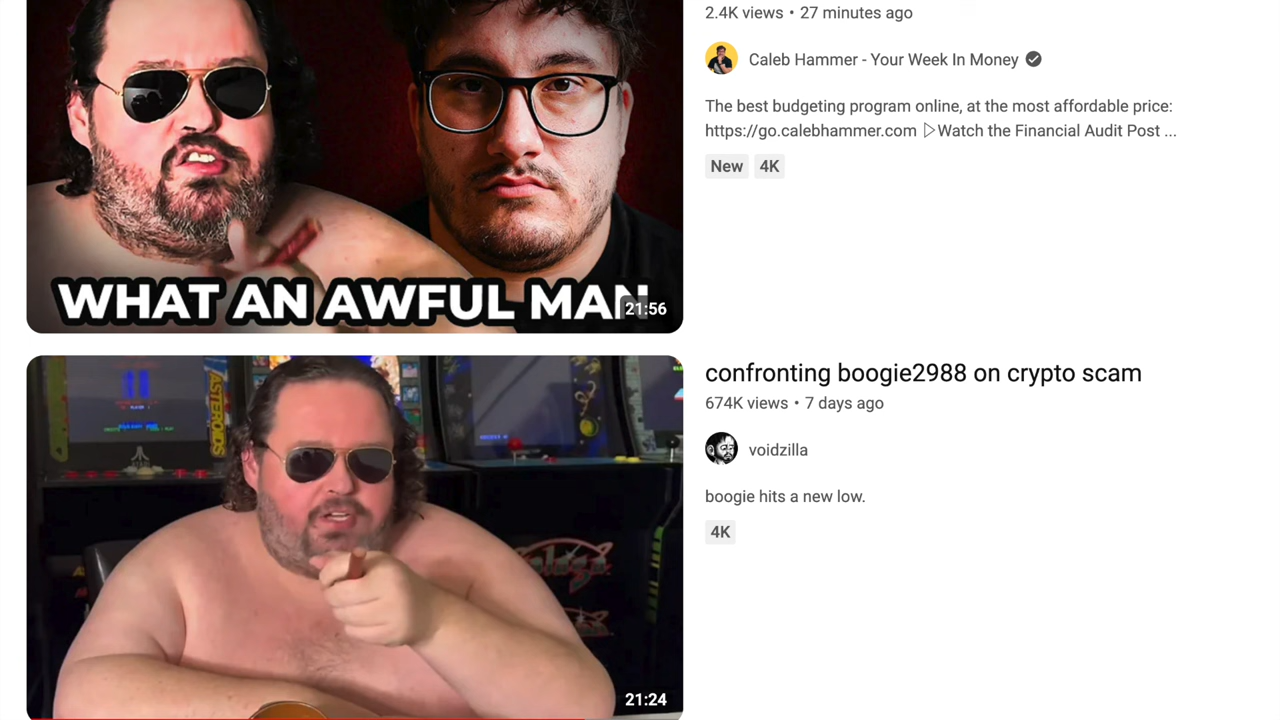 2.4K views • 27 minutes ago
Caleb Hammer - Your Week In Money
The best budgeting program online, at the most affordable price:
https://go.calebhammer.com ▷Watch the Financial Audit Post ...
New 4K
WHAT AN AWFUL MAN
21:56
ASTEROIDS
confronting boogie2988 on crypto scam
674K views • 7 days ago
voidzilla
boogie hits a new low.
4K
21:24